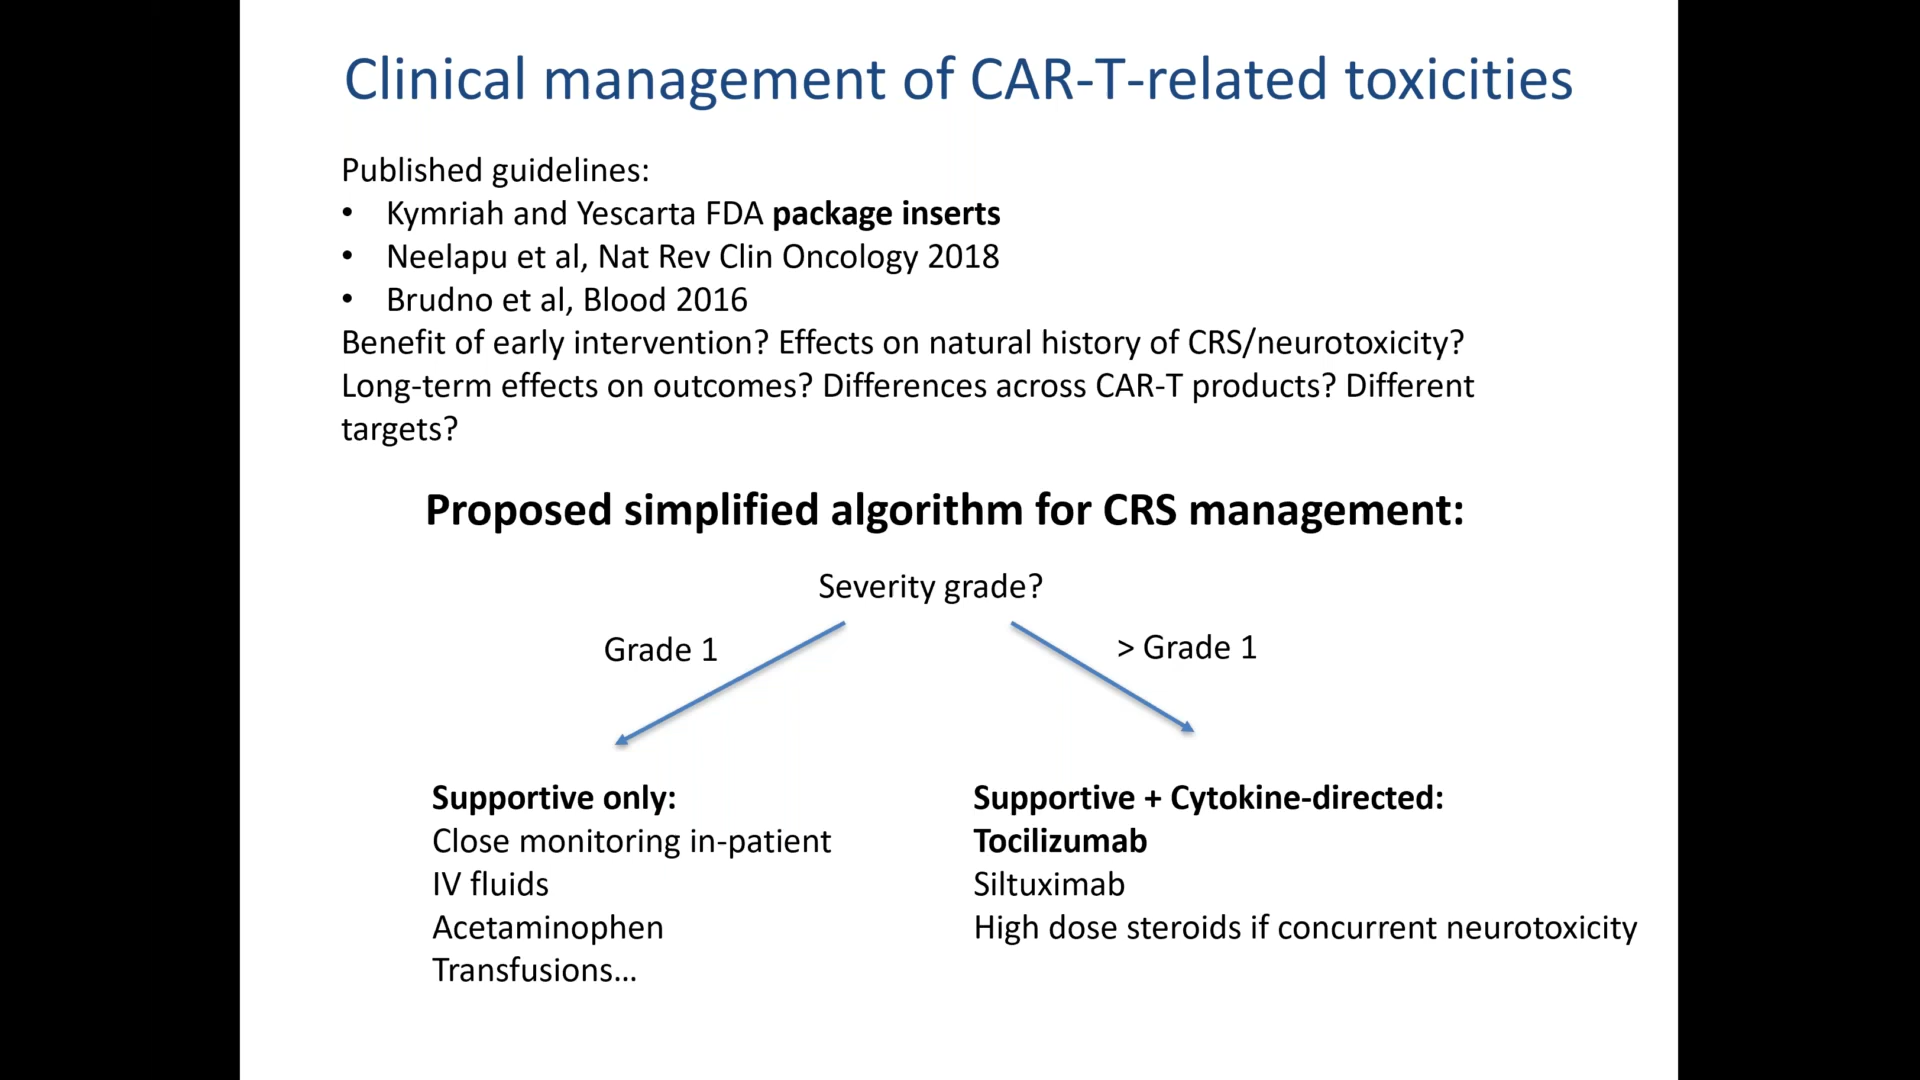 Clinical management of CAR-T-related toxicities
Published guidelines:
• Kymriah and Yescarta FDA package inserts
• Neelapu et al, Nat Rev Clin Oncology 2018
• Brudno et al, Blood 2016
Benefit of early intervention? Effects on natural history of CRS/neurotoxicity?
Long-term effects on outcomes? Differences across CAR-T products? Different
targets?
Proposed simplified algorithm for CRS management:
Severity grade?
Grade 1
> Grade 1
Supportive only:
Close monitoring in-patient
IV fluids
Acetaminophen
Transfusions...
Supportive + Cytokine-directed:
Tocilizumab
Siltuximab
High dose steroids if concurrent neurotoxicity